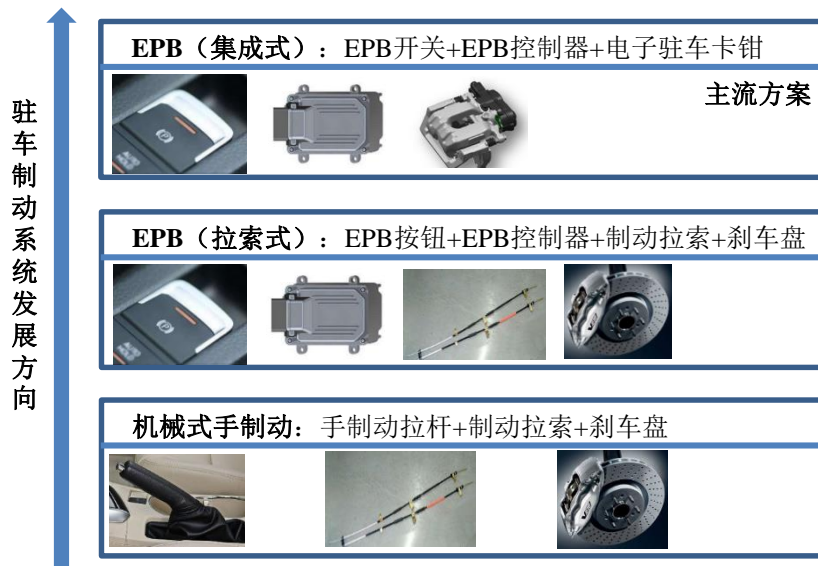 驻车制动系统发展方向
EPB（集成式）：EPB开关+EPB控制器+电子驻车卡钳
主流方案
AUTO HOLD
EPB（拉索式）：EPB按钮+EPB控制器+制动拉索+刹车盘
机械式手制动：手制动拉杆+制动拉索+刹车盘